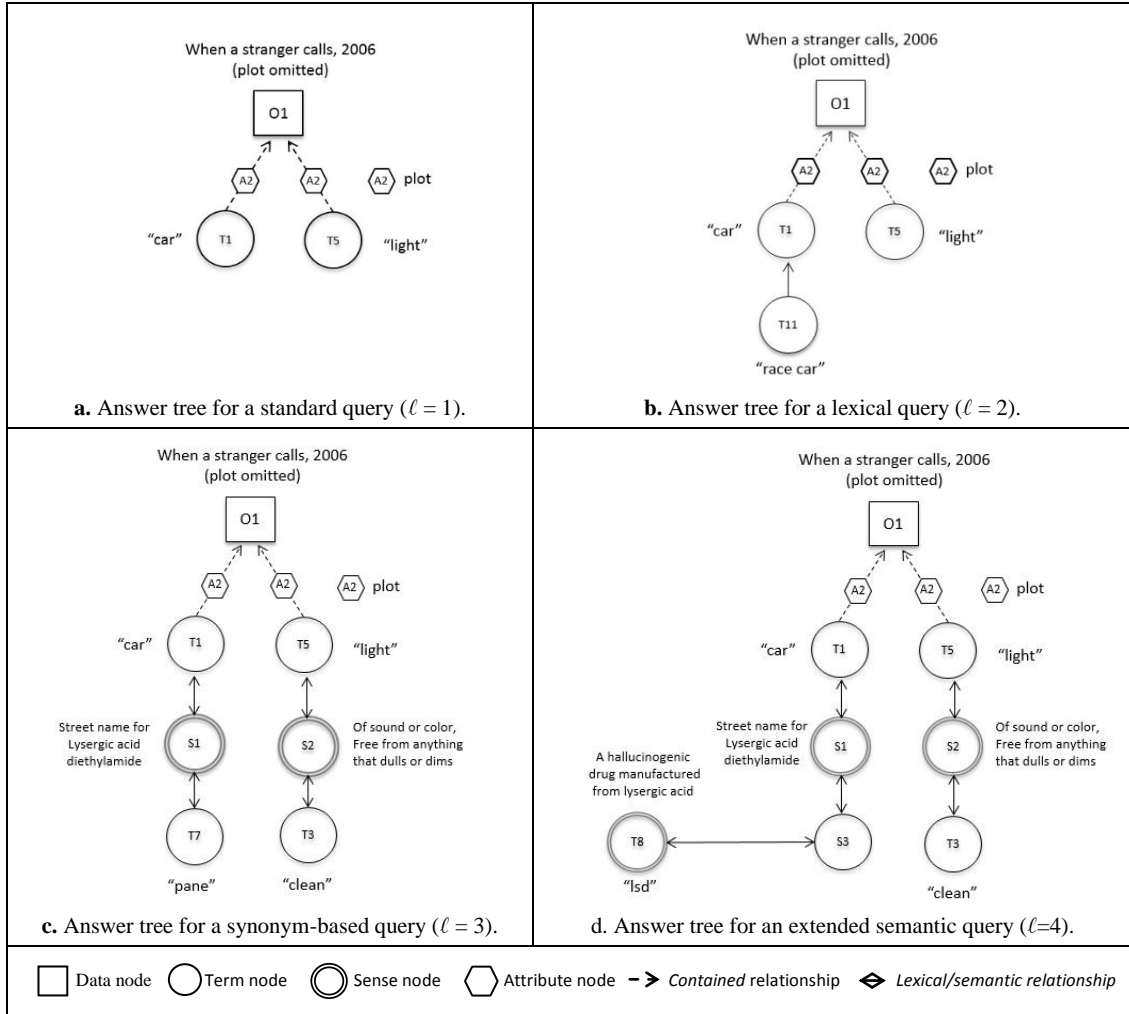 When a stranger calls, 2006
(plot omitted)
O1
A2
A2
A2 plot
“car”
T1
T5
“light”
a. Answer tree for a standard query (ℓ = 1).
When a stranger calls, 2006
(plot omitted)
O1
A2
A2
A2 plot
“car”
T1
T5
“light”
T11
“race car”
b. Answer tree for a lexical query (ℓ = 2).
When a stranger calls, 2006
(plot omitted)
O1
A2
A2
A2 plot
“car”
T1
T5
“light”
Street name for
Lysergic acid
diethylamide
S1
S2
Of sound or color,
Free from anything
that dulls or dims
T7
T3
“pane”
“clean”
c. Answer tree for a synonym-based query (ℓ = 3).
When a stranger calls, 2006
(plot omitted)
O1
A2
A2
A2 plot
“car”
T1
T5
“light”
Street name for
Lysergic acid
diethylamide
S1
S2
Of sound or color,
Free from anything
that dulls or dims
A hallucinogenic
drug manufactured
from lysergic acid
T8
S3
T3
“lsd”
“clean”
d. Answer tree for an extended semantic query (ℓ=4).
Data node Term node Sense node Attribute node Contained relationship Lexical/semantic relationship